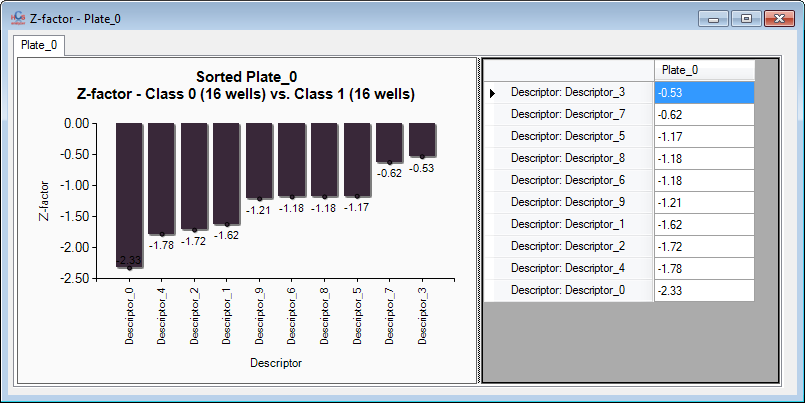 Z-factor - Plate_0
Plate_0
Sorted Plate_0
Z-factor - Class 0 (16 wells) vs. Class 1 (16 wells)
Z-factor
0.00
-0.50
-1.00
-1.50
-2.00
-2.50
-2.33
-1.78
-1.72
-1.62
-1.21
-1.18
-1.18
-1.17
-0.62
-0.53
Descriptor_0
Descriptor_4
Descriptor_2
Descriptor_1
Descriptor_9
Descriptor_6
Descriptor_8
Descriptor_5
Descriptor_7
Descriptor_3
Descriptor
Plate_0
Descriptor: Descriptor_3 -0.53
Descriptor: Descriptor_7 -0.62
Descriptor: Descriptor_5 -1.17
Descriptor: Descriptor_8 -1.18
Descriptor: Descriptor_6 -1.18
Descriptor: Descriptor_9 -1.21
Descriptor: Descriptor_1 -1.62
Descriptor: Descriptor_2 -1.72
Descriptor: Descriptor_4 -1.78
Descriptor: Descriptor_0 -2.33